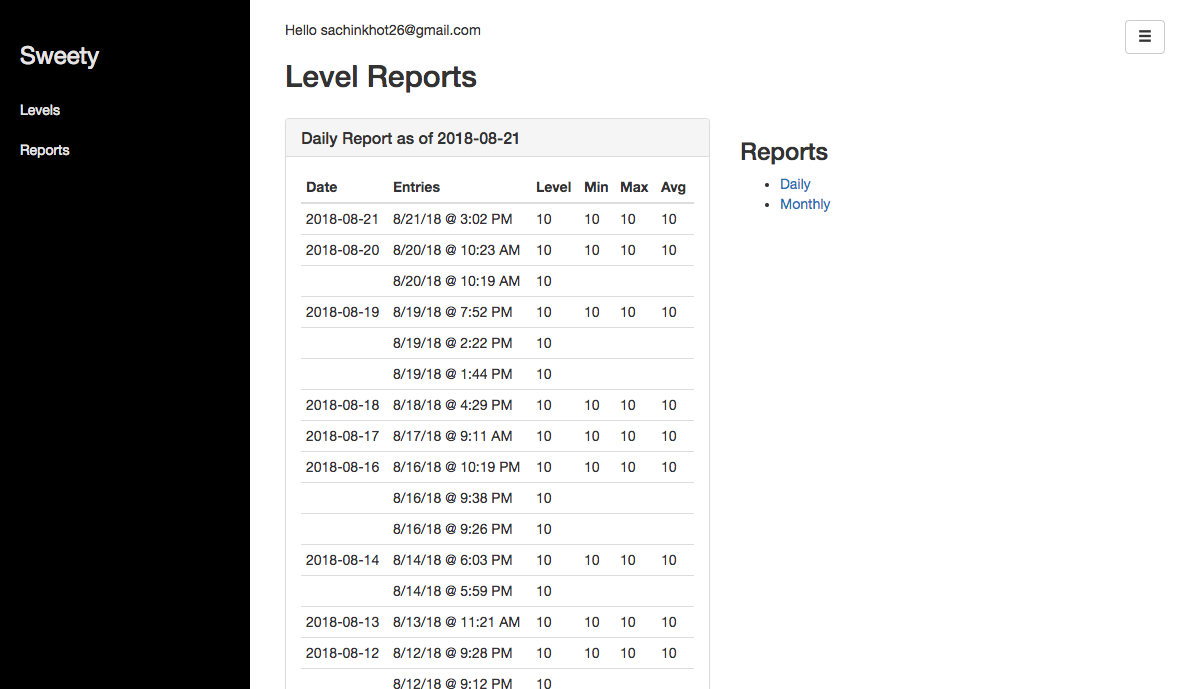 Sweety
Levels
Reports
Hello sachinkhot26@gmail.com
Level Reports
Daily Report as of 2018-08-21
Date Entries Level Min Max Avg
2018-08-21 8/21/18 @ 3:02 PM 10 10 10 10
2018-08-20 8/20/18 @ 10:23 AM 10 10 10 10
8/20/18 @ 10:19 AM 10
2018-08-19 8/19/18 @ 7:52 PM 10 10 10 10
8/19/18 @ 2:22 PM 10
8/19/18 @ 1:44 PM 10
2018-08-18 8/18/18 @ 4:29 PM 10 10 10 10
2018-08-17 8/17/18 @ 9:11 AM 10 10 10 10
2018-08-16 8/16/18 @ 10:19 PM 10 10 10 10
8/16/18 @ 9:38 PM 10
8/16/18 @ 9:26 PM 10
2018-08-14 8/14/18 @ 6:03 PM 10 10 10 10
8/14/18 @ 5:59 PM 10
2018-08-13 8/13/18 @ 11:21 AM 10 10 10 10
2018-08-12 8/12/18 @ 9:28 PM 10 10 10 10
8/12/18 @ 9:12 PM 10
Reports
Daily
Monthly